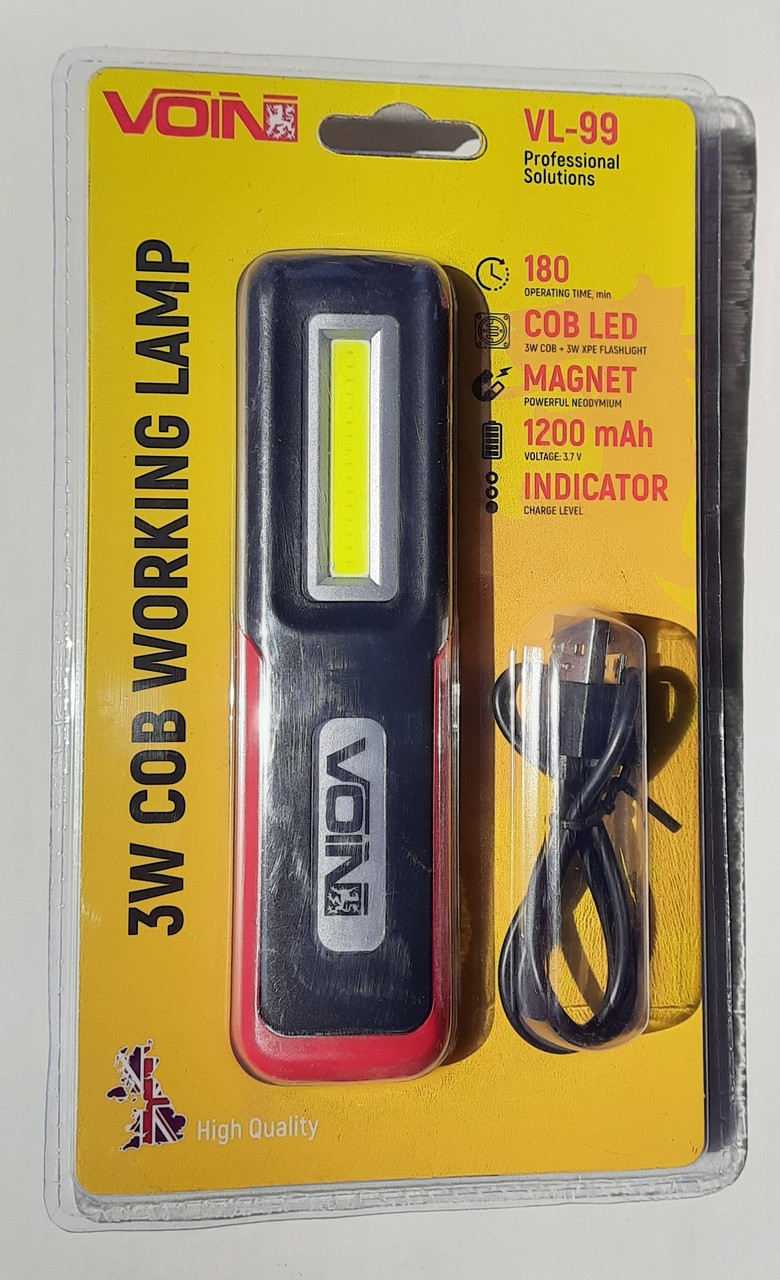 VOIN
VL-99
Professional
Solutions
3W COB WORKING LAMP
180
OPERATING TIME, min
COB LED
3W COB + 3W XPE FLASHLIGHT
MAGNET
POWERFUL NEODYMIUM
1200 mAh
VOLTAGE: 3.7 V
INDICATOR
CHARGE LEVEL
VOIN
High Quality